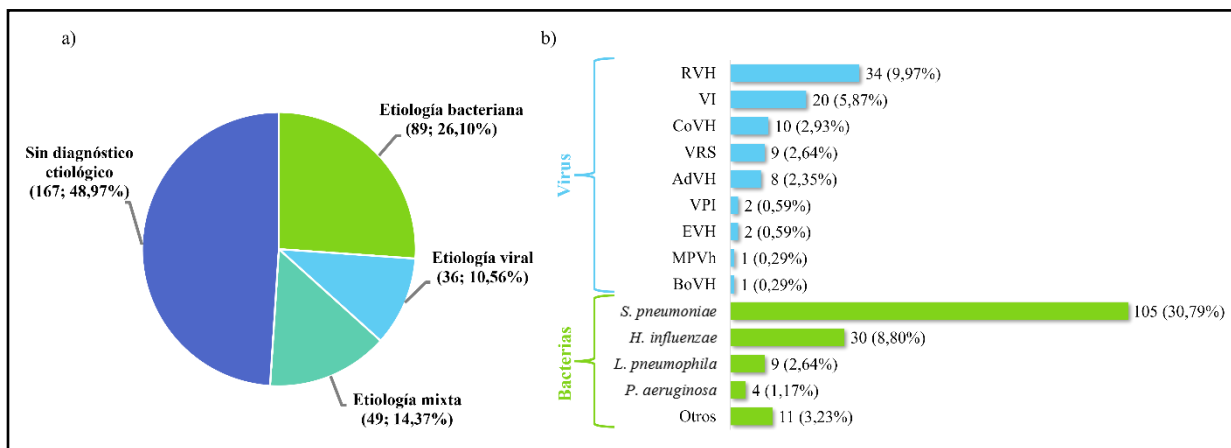 a)
Etiología bacteriana
(89; 26,10%)
Sin diagnóstico
etiológico
(167; 48,97%)
Etiología viral
(36; 10,56%)
Etiología mixta
(49; 14,37%)
b)
Virus
RVH 34 (9,97%)
VI 20 (5,87%)
CoVH 10 (2,93%)
VRS 9 (2,64%)
AdVH 8 (2,35%)
VPI 2 (0,59%)
EVH 2 (0,59%)
MPVh 1 (0,29%)
BoVH 1 (0,29%)
Bacterias
S. pneumoniae 105 (30,79%)
H. influenzae 30 (8,80%)
L. pneumophila 9 (2,64%)
P. aeruginosa 4 (1,17%)
Otros 11 (3,23%)